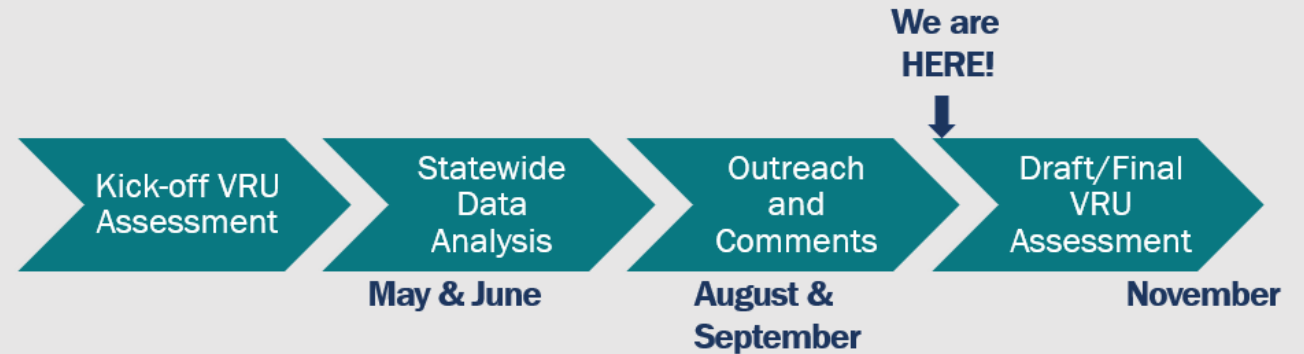 We are
HERE!
Kick-off VRU
Assessment
Statewide
Data
Analysis
Outreach
and
Comments
Draft/Final
VRU
Assessment
May & June
August &
September
November